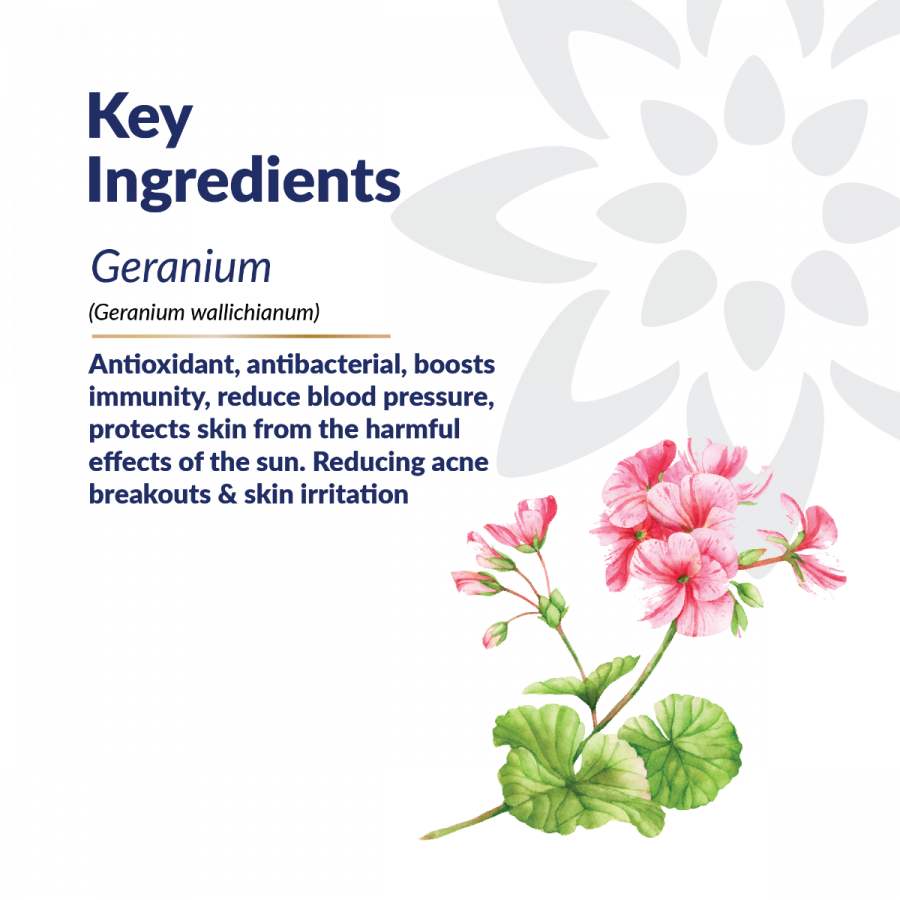 Key
Ingredients
Geranium
(Geranium wallichianum)
Antioxidant, antibacterial, boosts
immunity, reduce blood pressure,
protects skin from the harmful
effects of the sun. Reducing acne
breakouts & skin irritation